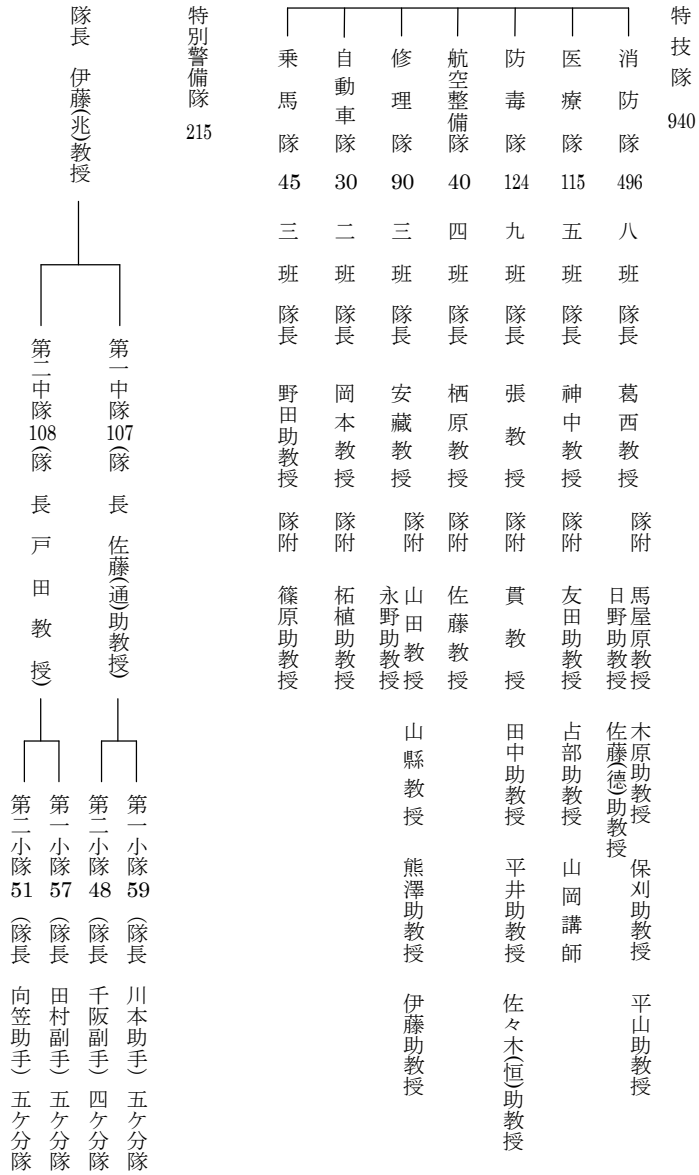 特技隊 940
消防隊 496 八班 隊長 葛西教授 隊附 馬屋原教授 木原助教授 保刈助教授 平山助教授
日野助教授 佐藤(德)助教授
医療隊 115 五班 隊長 神中教授 隊附 友田助教授 占部助教授 山岡講師
防毒隊 124 九班 隊長 張教授 隊附 貫教授 田中助教授 平井助教授 佐々木(恒)助教授
航空整備隊 40 四班 隊長 栖原教授 隊附 佐藤教授
修理隊 90 三班 隊長 安藏教授 隊附 山田教授 山縣教授 熊澤助教授 伊藤助教授
永野助教授
自動車隊 30 二班 隊長 岡本教授 隊附 柘植助教授
乗馬隊 45 三班 隊長 野田助教授 隊附 篠原助教授
特別警備隊 215
隊長 伊藤(兆)教授
第一中隊107(隊長 佐藤(通)助教授)
第一小隊 59 (隊長 川本助手) 五ケ分隊
第二小隊 48 (隊長 千阪副手) 四ケ分隊
第二中隊108(隊長 戸田教授)
第一小隊 57 (隊長 田村副手) 五ケ分隊
第二小隊 51 (隊長 向笠助手) 五ケ分隊